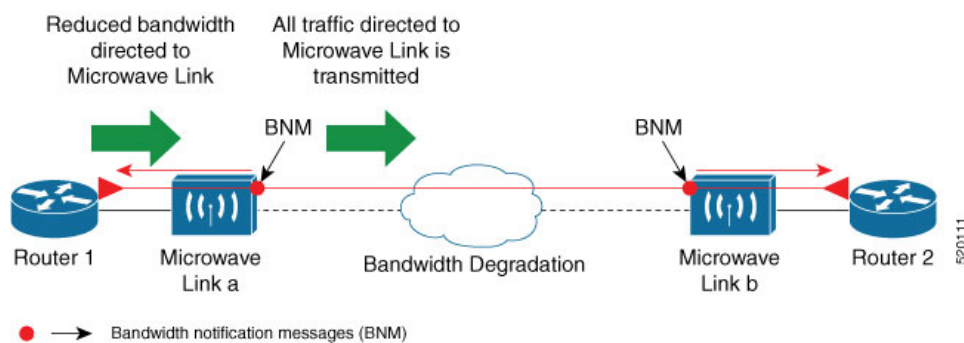 Reduced bandwidth
directed to
Microwave Link
All traffic directed to
Microwave Link is
transmitted
BNM
BNM
Router 1
Microwave
Link a
Bandwidth Degradation
Microwave
Link b
Router 2
520111
Bandwidth notification messages (BNM)